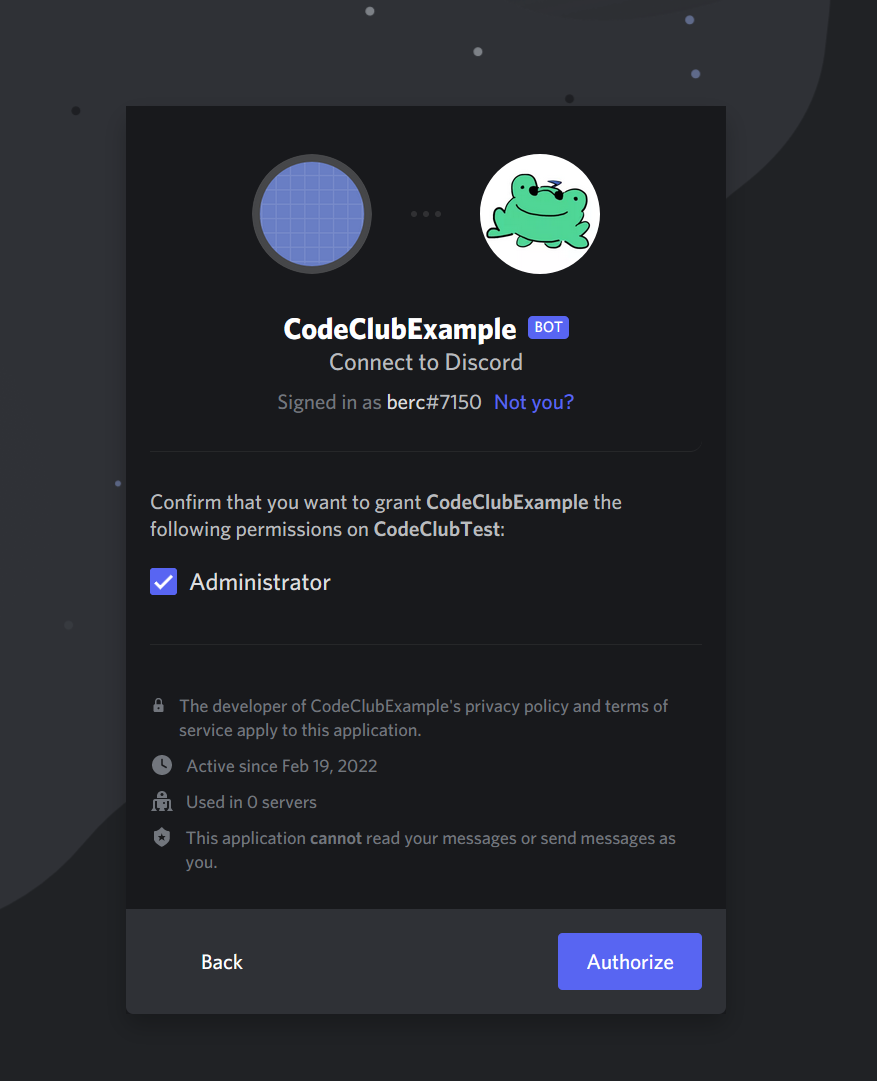 CodeClubExample BOT
Connect to Discord
Signed in as berc#7150 Not you?
Confirm that you want to grant CodeClubExample the
following permissions on CodeClubTest:
Administrator
The developer of CodeClubExample's privacy policy and terms of
service apply to this application.
Active since Feb 19, 2022
Used in 0 servers
This application cannot read your messages or send messages as
you.
Back
Authorize